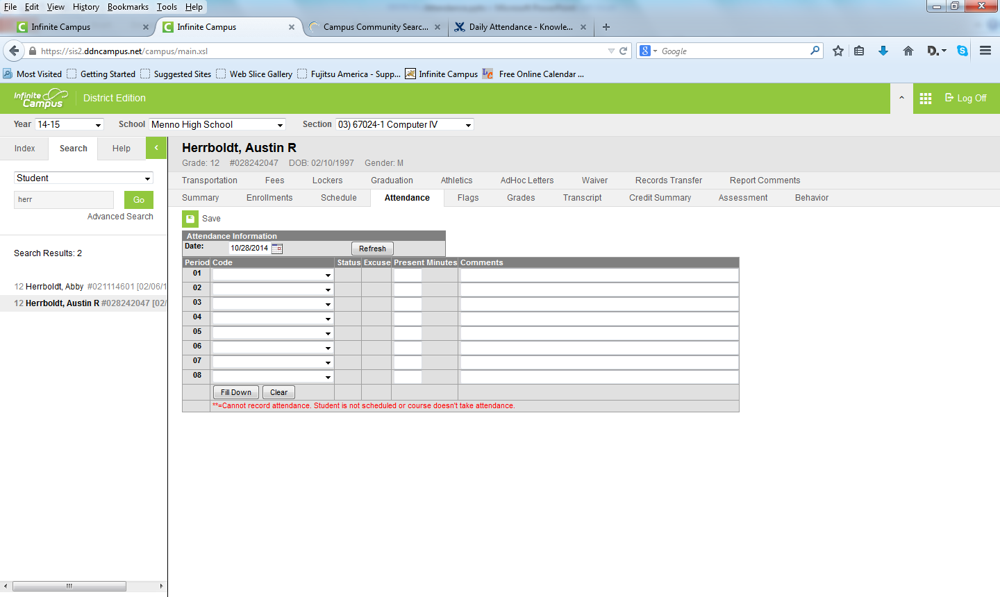 File Edit View History Bookmarks Tools Help
Infinite Campus
Infinite Campus
Campus Community Searc...
Daily Attendance - Knowle...
https://sis2.ddncampus.net/campus/main.xsl
Google
Most Visited Getting Started Suggested Sites Web Slice Gallery Fujitsu America - Supp... Infinite Campus Free Online Calendar ...
Infinite Campus District Edition Log Off
Year 14-15 School Menno High School Section 03) 67024-1 Computer IV
Index Search Help
Student
herr Go
Advanced Search
Search Results: 2
12 Herrboldt, Abby #021114601 [02/06/1
12 Herrboldt, Austin R #028242047 [02/
Herrboldt, Austin R
Grade: 12 #028242047 DOB: 02/10/1997 Gender: M
Transportation Fees Lockers Graduation Athletics AdHoc Letters Waiver Records Transfer Report Comments
Summary Enrollments Schedule Attendance Flags Grades Transcript Credit Summary Assessment Behavior
Save
Attendance Information
Date: 10/28/2014 Refresh
Period Code Status Excuse Present Minutes Comments
01
02
03
04
05
06
07
08
Fill Down Clear
**=Cannot record attendance. Student is not scheduled or course doesn't take attendance.